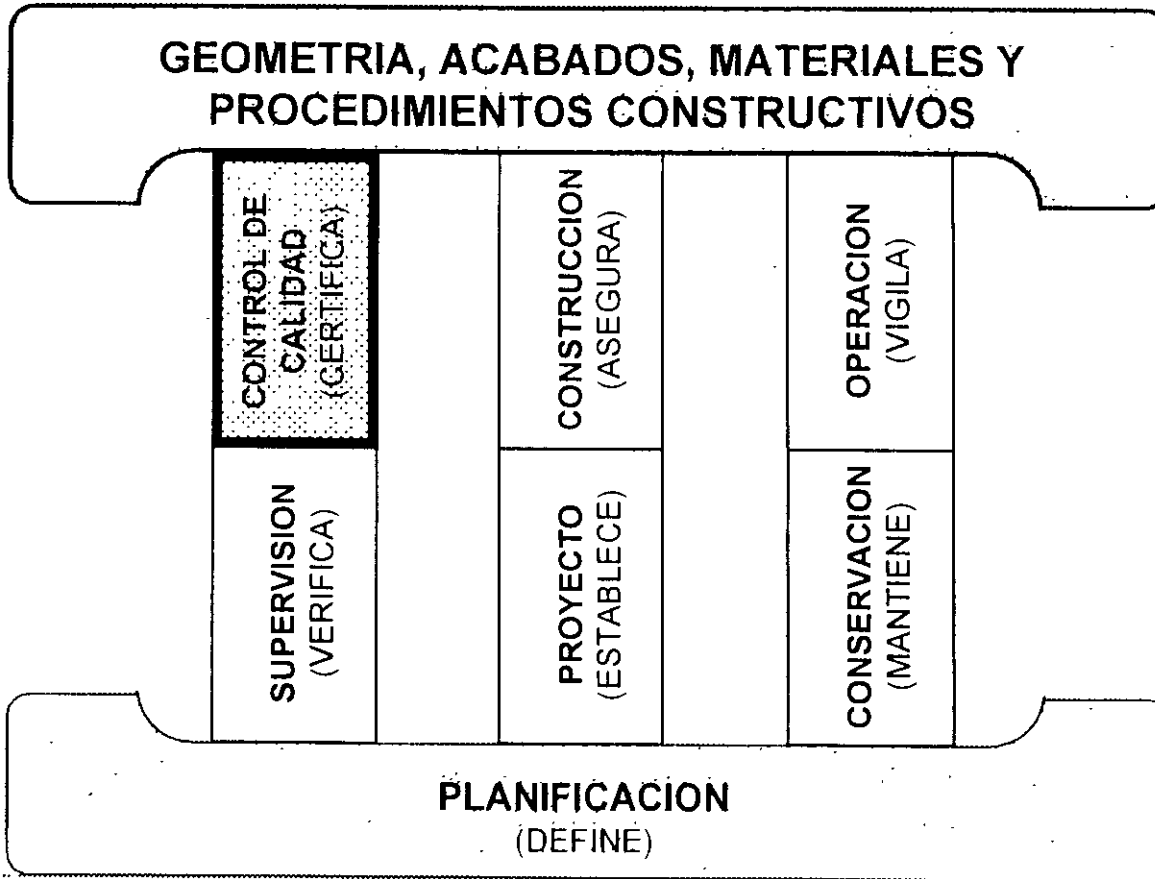 GEOMETRIA, ACABADOS, MATERIALES Y
PROCEDIMIENTOS CONSTRUCTIVOS
CONTROL DE
CALIDAD
(CERTIFICA)
CONSTRUCCION
(ASEGURA)
OPERACION
(VIGILA)
SUPERVISION
(VERIFICA)
PROYECTO
(ESTABLECE)
CONSERVACION
(MANTIENE)
PLANIFICACION
(DEFINE)